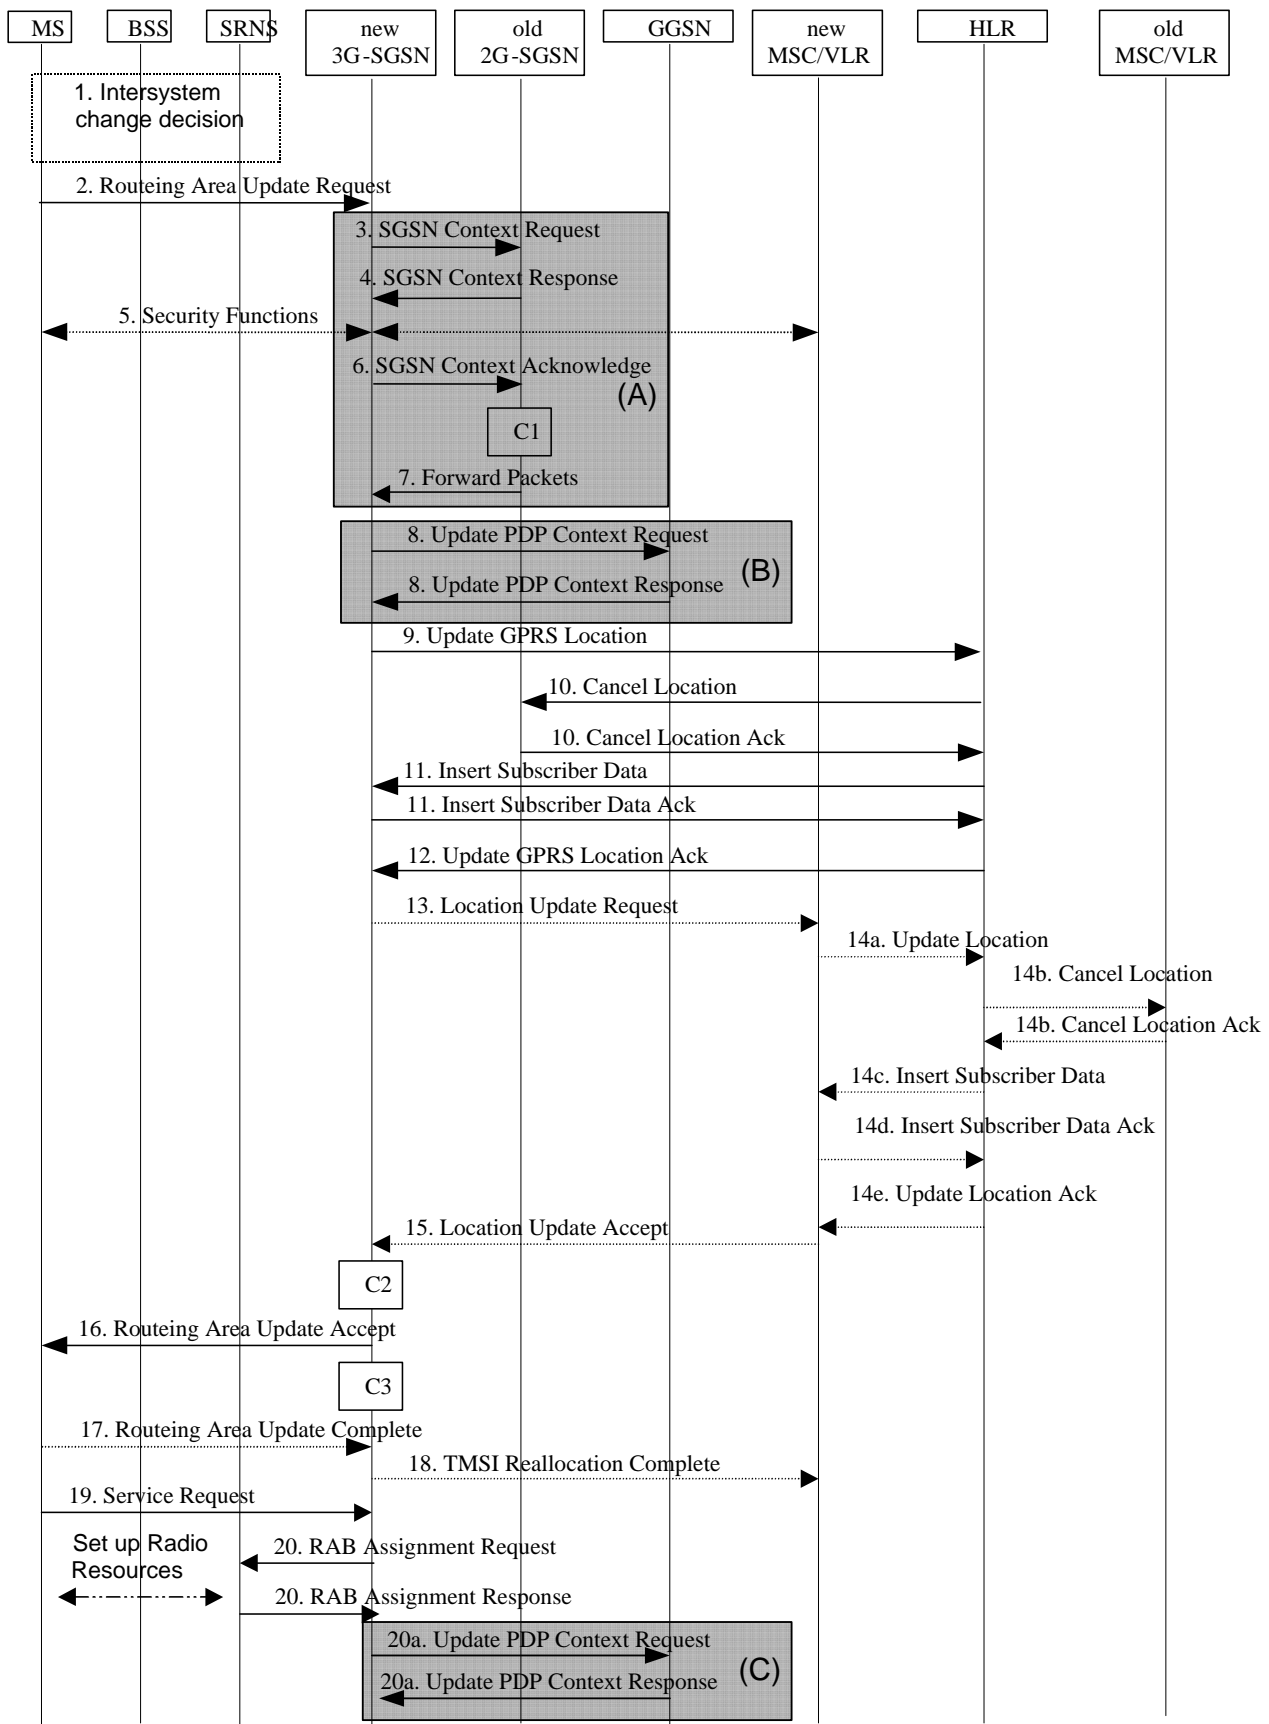 MS
BSS
SRNS
new
3G-SGSN
old
2G-SGSN
GGSN
new
MSC/VLR
HLR
old
MSC/VLR
1. Intersystem
change decision
2. Routeing Area Update Request
3. SGSN Context Request
4. SGSN Context Response
5. Security Functions
6. SGSN Context Acknowledge
(A)
C1
7. Forward Packets
8. Update PDP Context Request
(B)
8. Update PDP Context Response
9. Update GPRS Location
10. Cancel Location
10. Cancel Location Ack
11. Insert Subscriber Data
11. Insert Subscriber Data Ack
12. Update GPRS Location Ack
13. Location Update Request
14a. Update Location
14b. Cancel Location
14b. Cancel Location Ack
14c. Insert Subscriber Data
14d. Insert Subscriber Data Ack
14e. Update Location Ack
15. Location Update Accept
C2
16. Routeing Area Update Accept
C3
17. Routeing Area Update Complete
18. TMSI Reallocation Complete
19. Service Request
Set up Radio
Resources
20. RAB Assignment Request
20. RAB Assignment Response
20a. Update PDP Context Request
(C)
20a. Update PDP Context Response